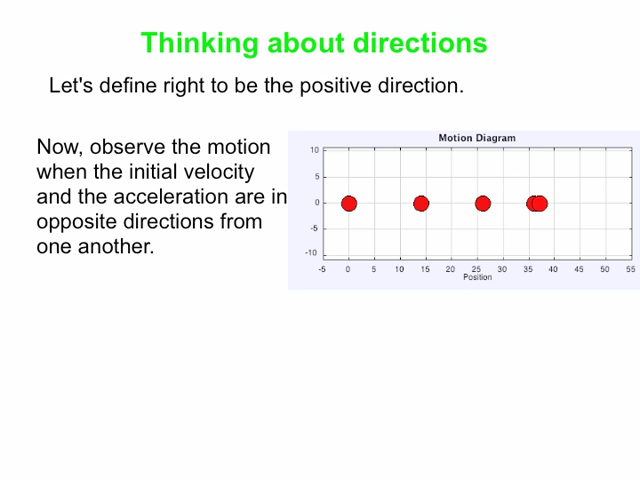 Thinking about directions
Let's define right to be the positive direction.
Now, observe the motion
when the initial velocity
and the acceleration are in
opposite directions from
one another.
Motion Diagram
10
5
0
-5
-10
-5 0 5 10 15 20 25 30 35 40 45 50 55
Position